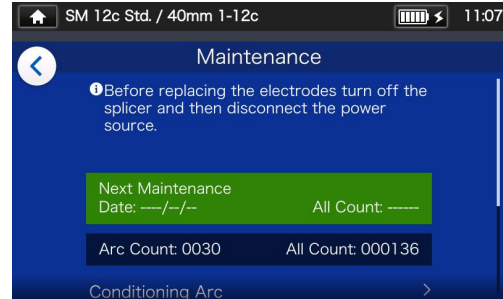 SM 12c Std. / 40mm 1-12c 11:07
Maintenance
Before replacing the electrodes turn off the
splicer and then disconnect the power
source.
Next Maintenance
Date: ----/--/-- All Count: ------
Arc Count: 0030 All Count: 000136
Conditioning Arc